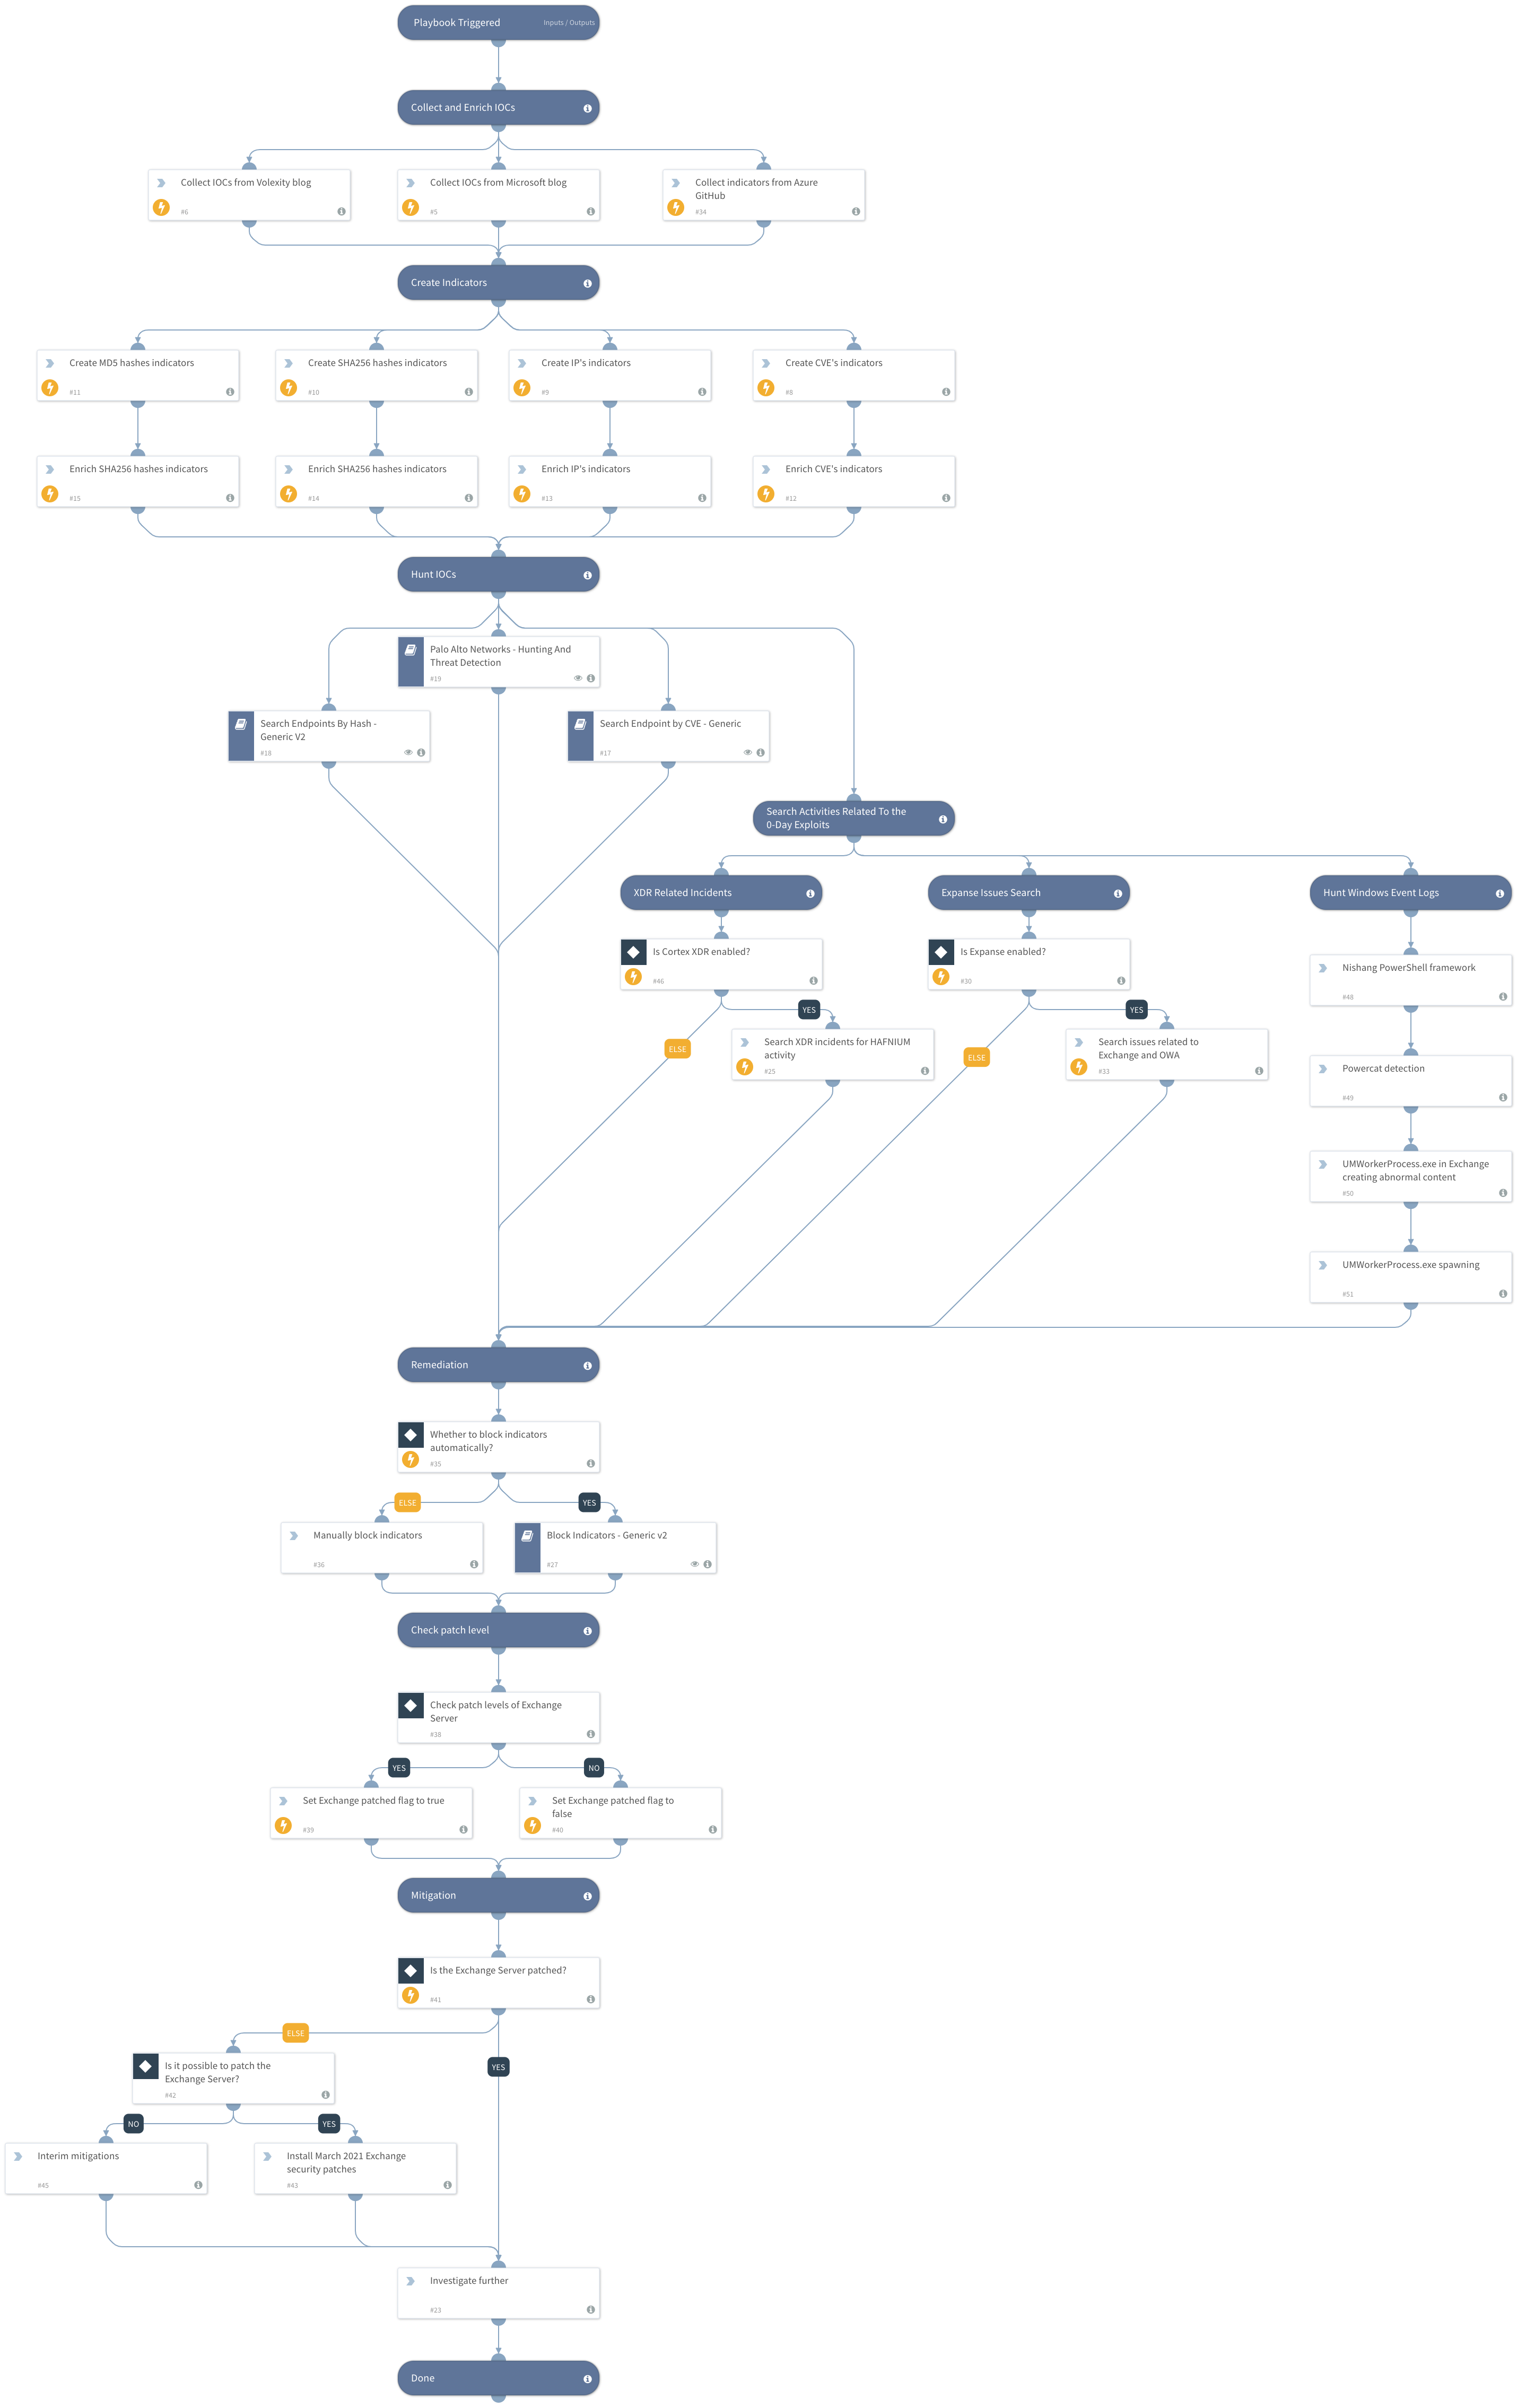 Playbook Triggered
Inputs / Outputs
Collect and Enrich IOCs
Collect IOCs from Volexity blog
#6
Collect IOCs from Microsoft blog
#5
Collect indicators from Azure
GitHub
#34
Create Indicators
Create MD5 hashes indicators
#11
Create SHA256 hashes indicators
#10
Create IP's indicators
#9
Create CVE's indicators
#8
Enrich SHA256 hashes indicators
#15
Enrich SHA256 hashes indicators
#14
Enrich IP's indicators
#13
Enrich CVE's indicators
#12
Hunt IOCs
Palo Alto Networks - Hunting And
Threat Detection
#19
Search Endpoints By Hash -
Generic V2
#18
Search Endpoint by CVE - Generic
#17
Search Activities Related To the
0-Day Exploits
XDR Related Incidents
Expanse Issues Search
Hunt Windows Event Logs
Is Cortex XDR enabled?
#46
Is Expanse enabled?
#30
Nishang PowerShell framework
#48
YES
YES
ELSE
ELSE
Search XDR incidents for HAFNIUM
activity
#25
Search issues related to
Exchange and OWA
#33
Powercat detection
#49
UMWorkerProcess.exe in Exchange
creating abnormal content
#50
UMWorkerProcess.exe spawning
#51
Remediation
Whether to block indicators
automatically?
#35
ELSE
YES
Manually block indicators
#36
Block Indicators - Generic v2
#27
Check patch level
Check patch levels of Exchange
Server
#38
YES
NO
Set Exchange patched flag to true
#39
Set Exchange patched flag to
false
#40
Mitigation
Is the Exchange Server patched?
#41
ELSE
YES
Is it possible to patch the
Exchange Server?
#42
NO
YES
Interim mitigations
#45
Install March 2021 Exchange
security patches
#43
Investigate further
#23
Done